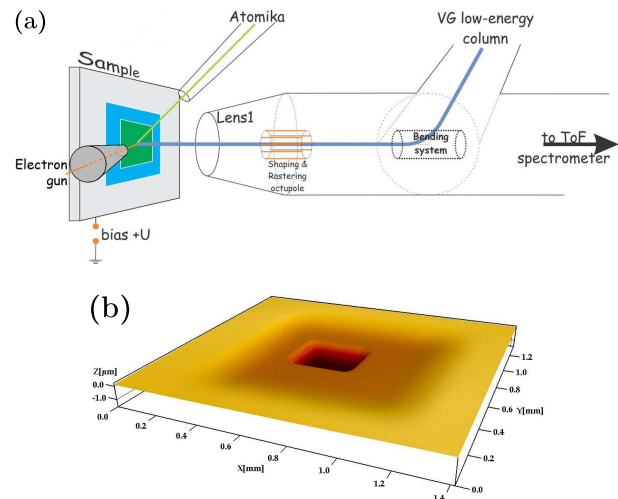 (a)
Atomika
VG low-energy
column
Sample
Lens1
Bending
system
to ToF
spectrometer
Shaping &
Rastering
octupole
Electron
gun
bias +U
(b)
Z[μm]
0.0
-1.0
0.0
0.2
0.4
0.6
0.8
1.0
1.2
1.4
X[mm]
0.0
0.2
0.4
0.6
0.8
1.0
1.2
Y[mm]